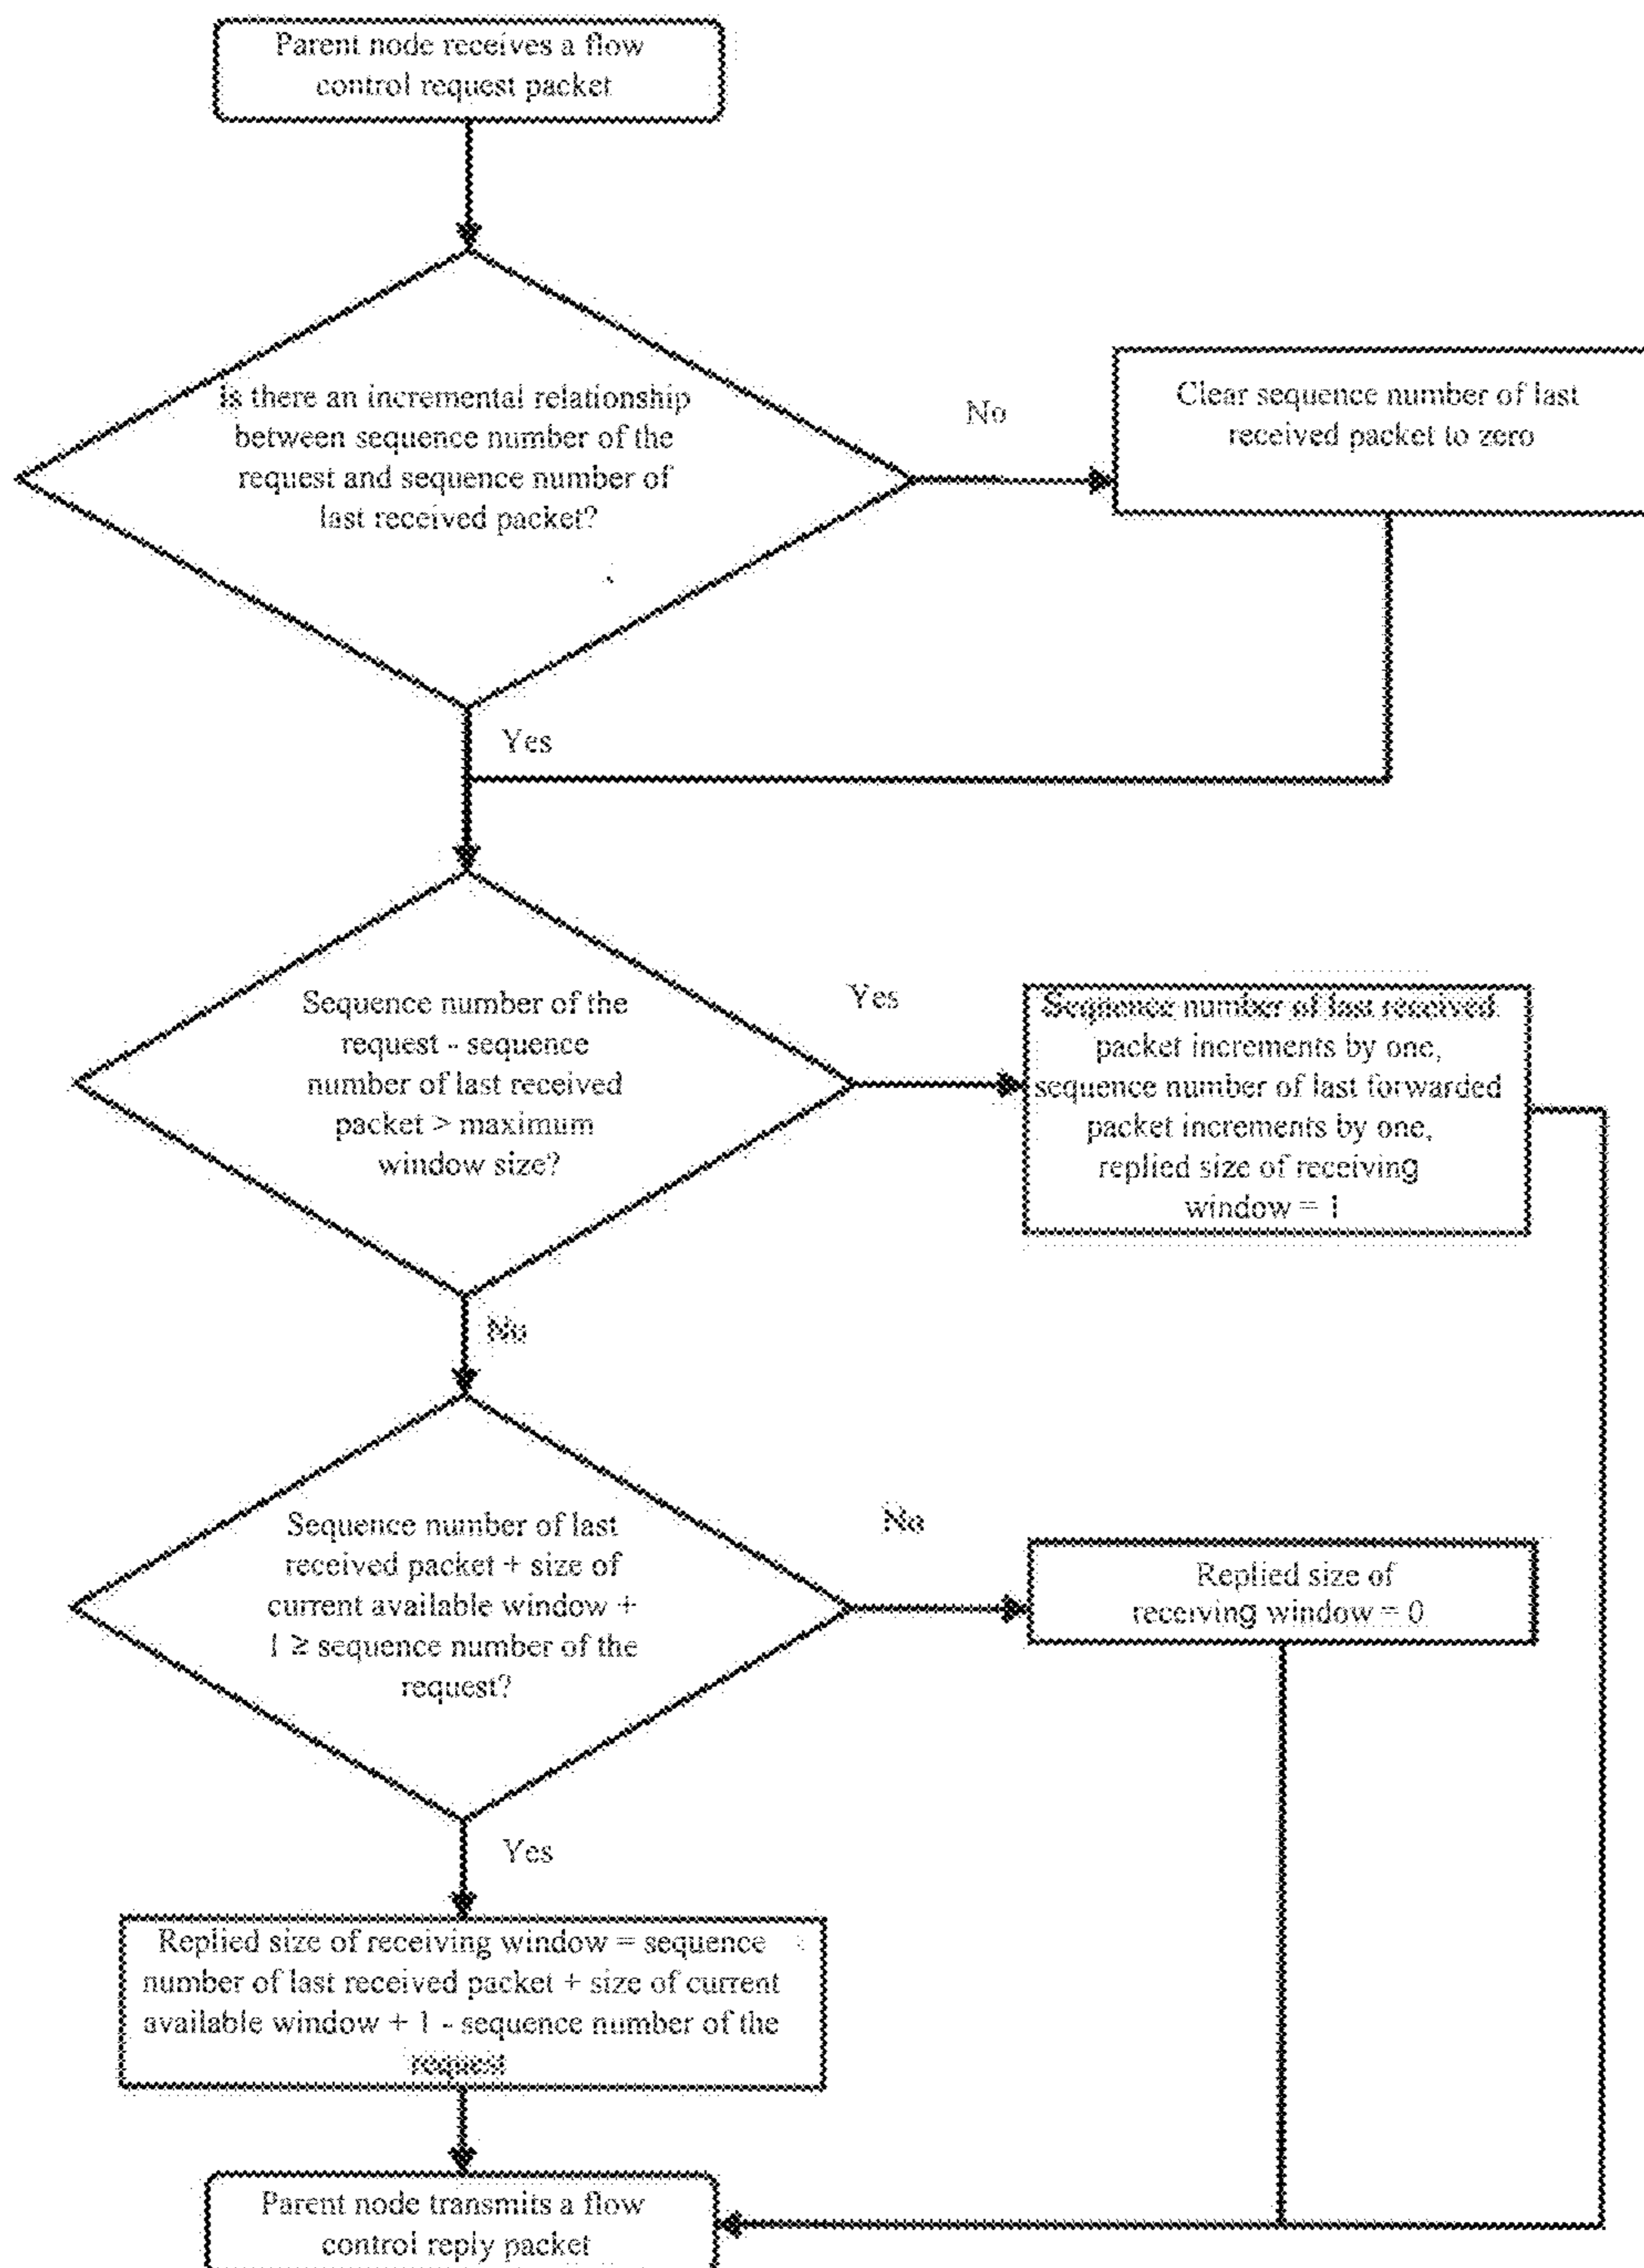 Parent node receives a flow
control request packet
Is there an incremental relationship
between sequence number of the
request and sequence number of
last received packet?
No
Clear sequence number of last
received packet to zero
Yes
Sequence number of the
request - sequence
number of last received
packet > maximum
window size?
Yes
Sequence number of last received
packet increments by one,
sequence number of last forwarded
packet increments by one,
replied size of receiving
window = 1
No
Sequence number of last
received packet + size of
current available window +
1 ≥ sequence number of the
request?
No
Replied size of
receiving window = 0
Yes
Replied size of receiving window = sequence
number of last received packet + size of current
available window + 1 - sequence number of the
request
Parent node transmits a flow
control reply packet